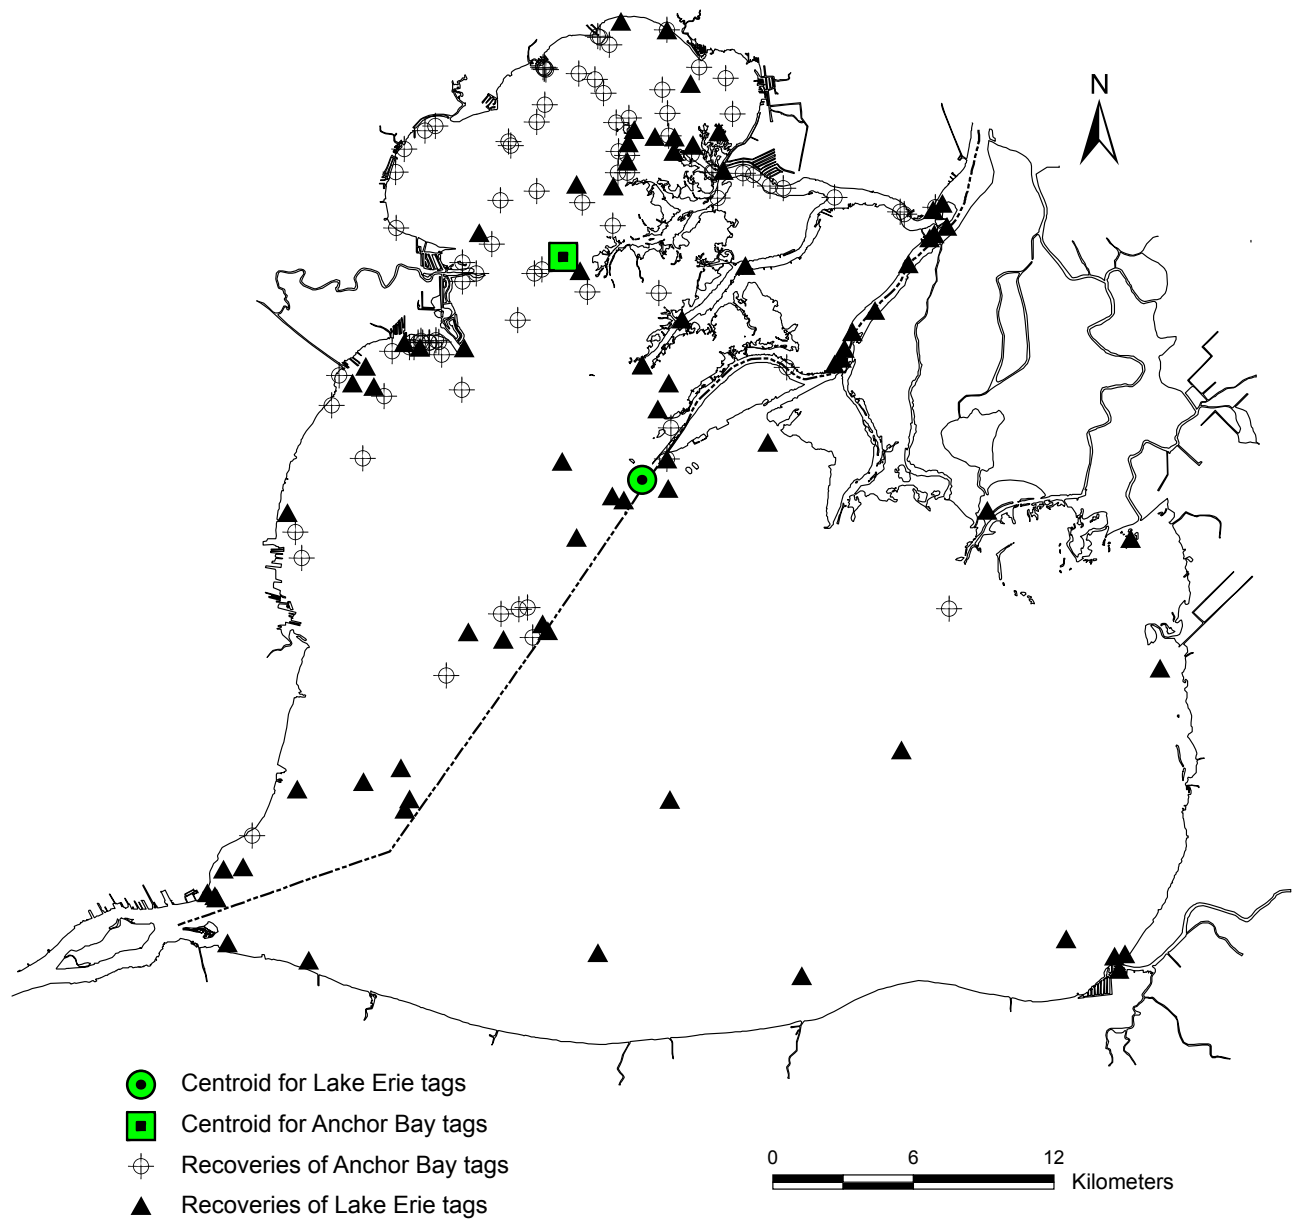 N
Centroid for Lake Erie tags
Centroid for Anchor Bay tags
Recoveries of Anchor Bay tags
Recoveries of Lake Erie tags
0 6 12
Kilometers